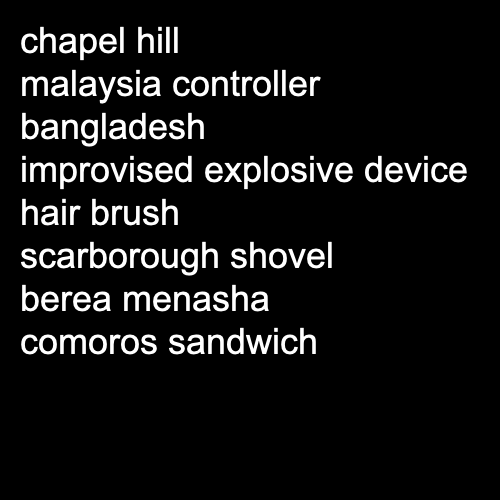 chapel hill
malaysia controller
bangladesh
improvised explosive device
hair brush
scarborough shovel
berea menasha
comoros sandwich